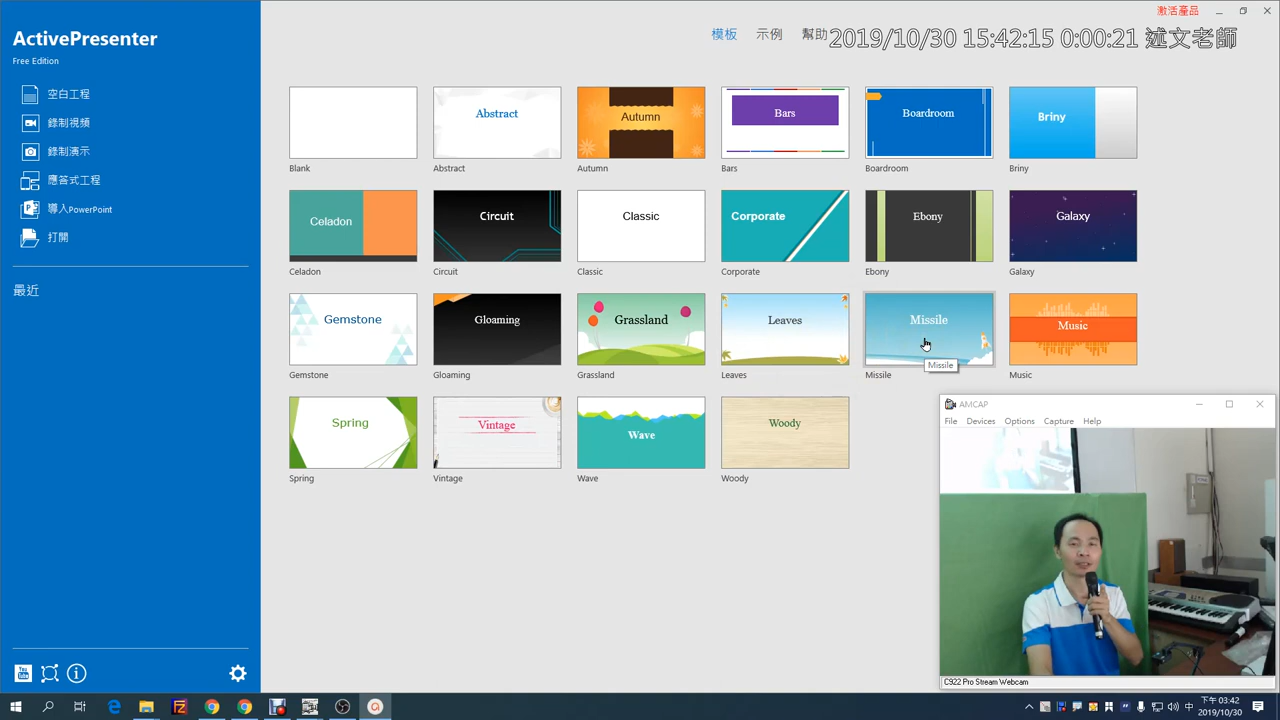 激活產品
ActivePresenter
Free Edition
模板 示例 幫助
2019/10/30 15:42:15 0:00:21 述文老師
空白工程
錄制視頻
錄制演示
應答式工程
導入PowerPoint
打開
最近
Abstract
Autumn
Bars
Boardroom
Briny
Blank
Abstract
Autumn
Bars
Boardroom
Briny
Celadon
Circuit
Classic
Corporate
Ebony
Galaxy
Celadon
Circuit
Classic
Corporate
Ebony
Galaxy
Gemstone
Gloaming
Grassland
Leaves
Missile
Music
Missile
Gemstone
Gloaming
Grassland
Leaves
Missile
Music
Spring
Vintage
Wave
Woody
Spring
Vintage
Wave
Woody
AMCAP
File Devices Options Capture Help
C922 Pro Stream Webcam
You Tube
中
下午 03:42
2019/10/30